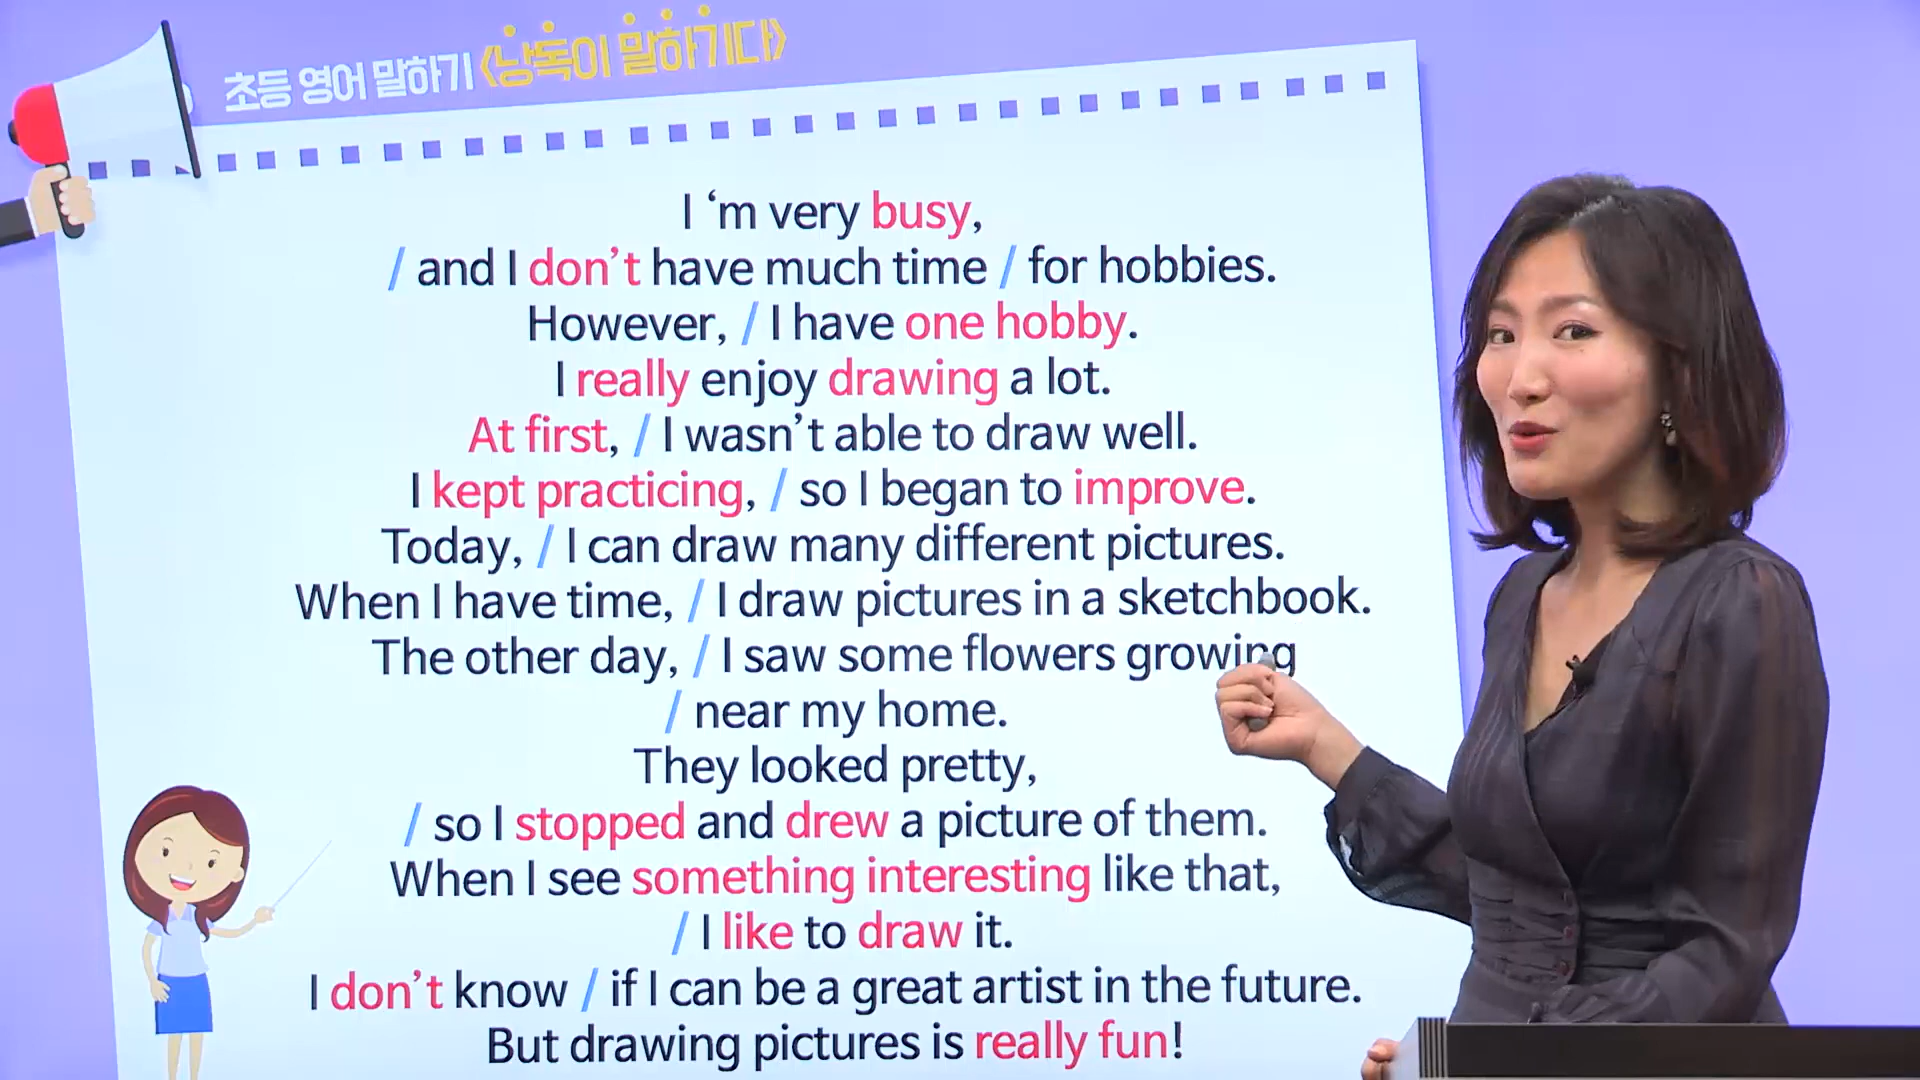 초등 영어 말하기 <낭독이 말하기다>
I ‘m very busy,
/ and I don’t have much time / for hobbies.
However, / I have one hobby.
I really enjoy drawing a lot.
At first, / I wasn’t able to draw well.
I kept practicing, / so I began to improve.
Today, / I can draw many different pictures.
When I have time, / I draw pictures in a sketchbook.
The other day, / I saw some flowers growing
/ near my home.
They looked pretty,
/ so I stopped and drew a picture of them.
When I see something interesting like that,
/ I like to draw it.
I don’t know / if I can be a great artist in the future.
But drawing pictures is really fun!